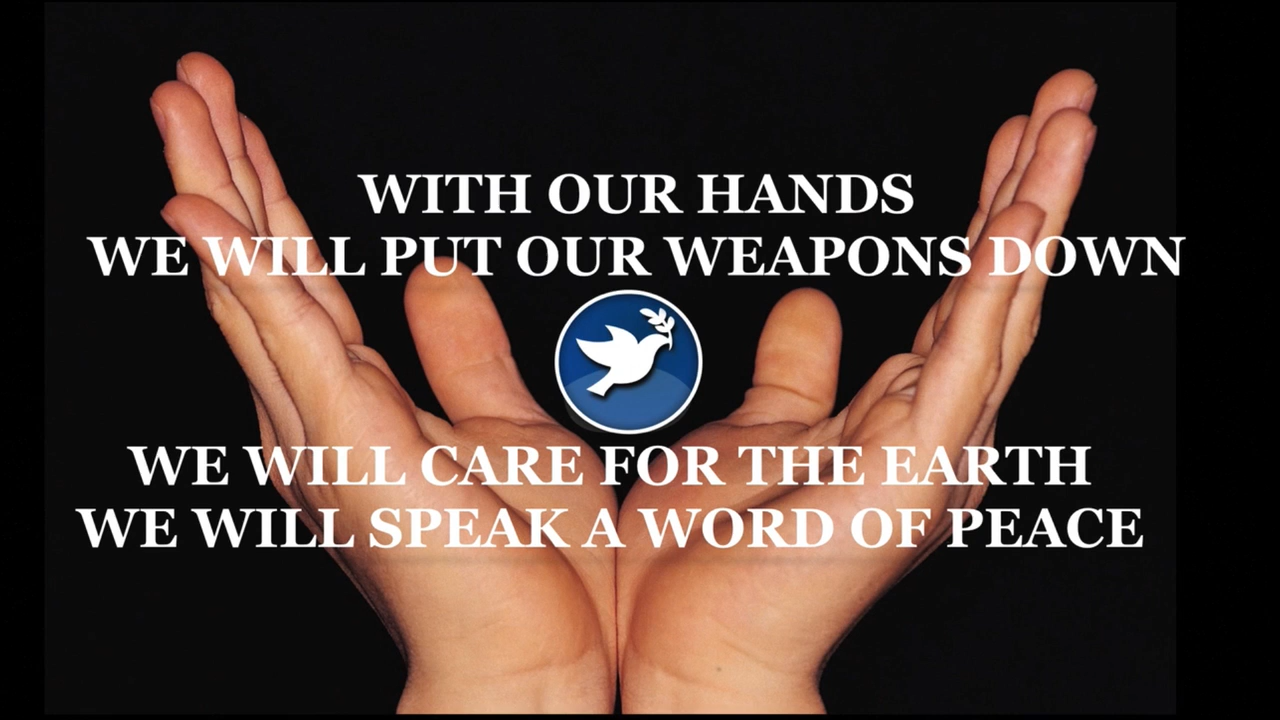 WITH OUR HANDS
WE WILL PUT OUR WEAPONS DOWN
WE WILL CARE FOR THE EARTH
WE WILL SPEAK A WORD OF PEACE